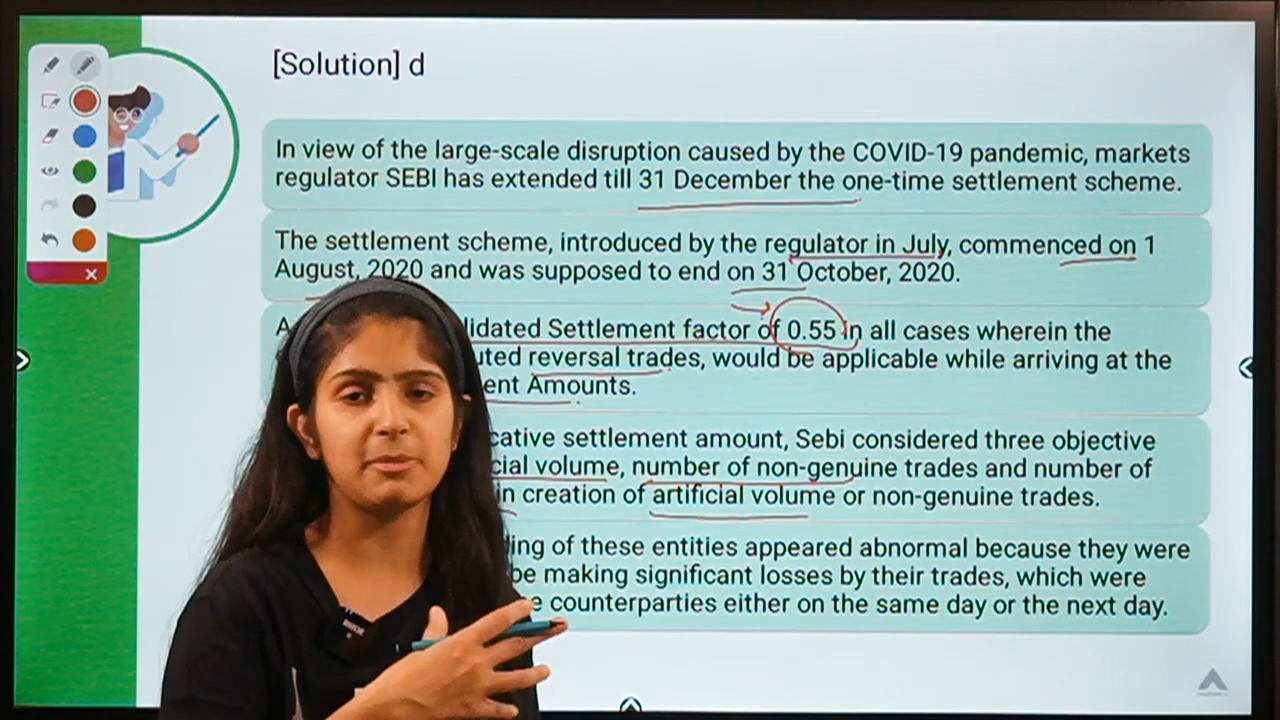 [Solution] d
In view of the large-scale disruption caused by the COVID-19 pandemic, markets
regulator SEBI has extended till 31 December the one-time settlement scheme.
The settlement scheme, introduced by the regulator in July, commenced on 1
August, 2020 and was supposed to end on 31 October, 2020.
Settlement factor of 0.55 in all cases wherein the
reversal trades, would be applicable while arriving at the
Amounts.
settlement amount, Sebi considered three objective
volume, number of non-genuine trades and number of
in creation of artificial volume or non-genuine trades.
of these entities appeared abnormal because they were
be making significant losses by their trades, which were
counterparties either on the same day or the next day.